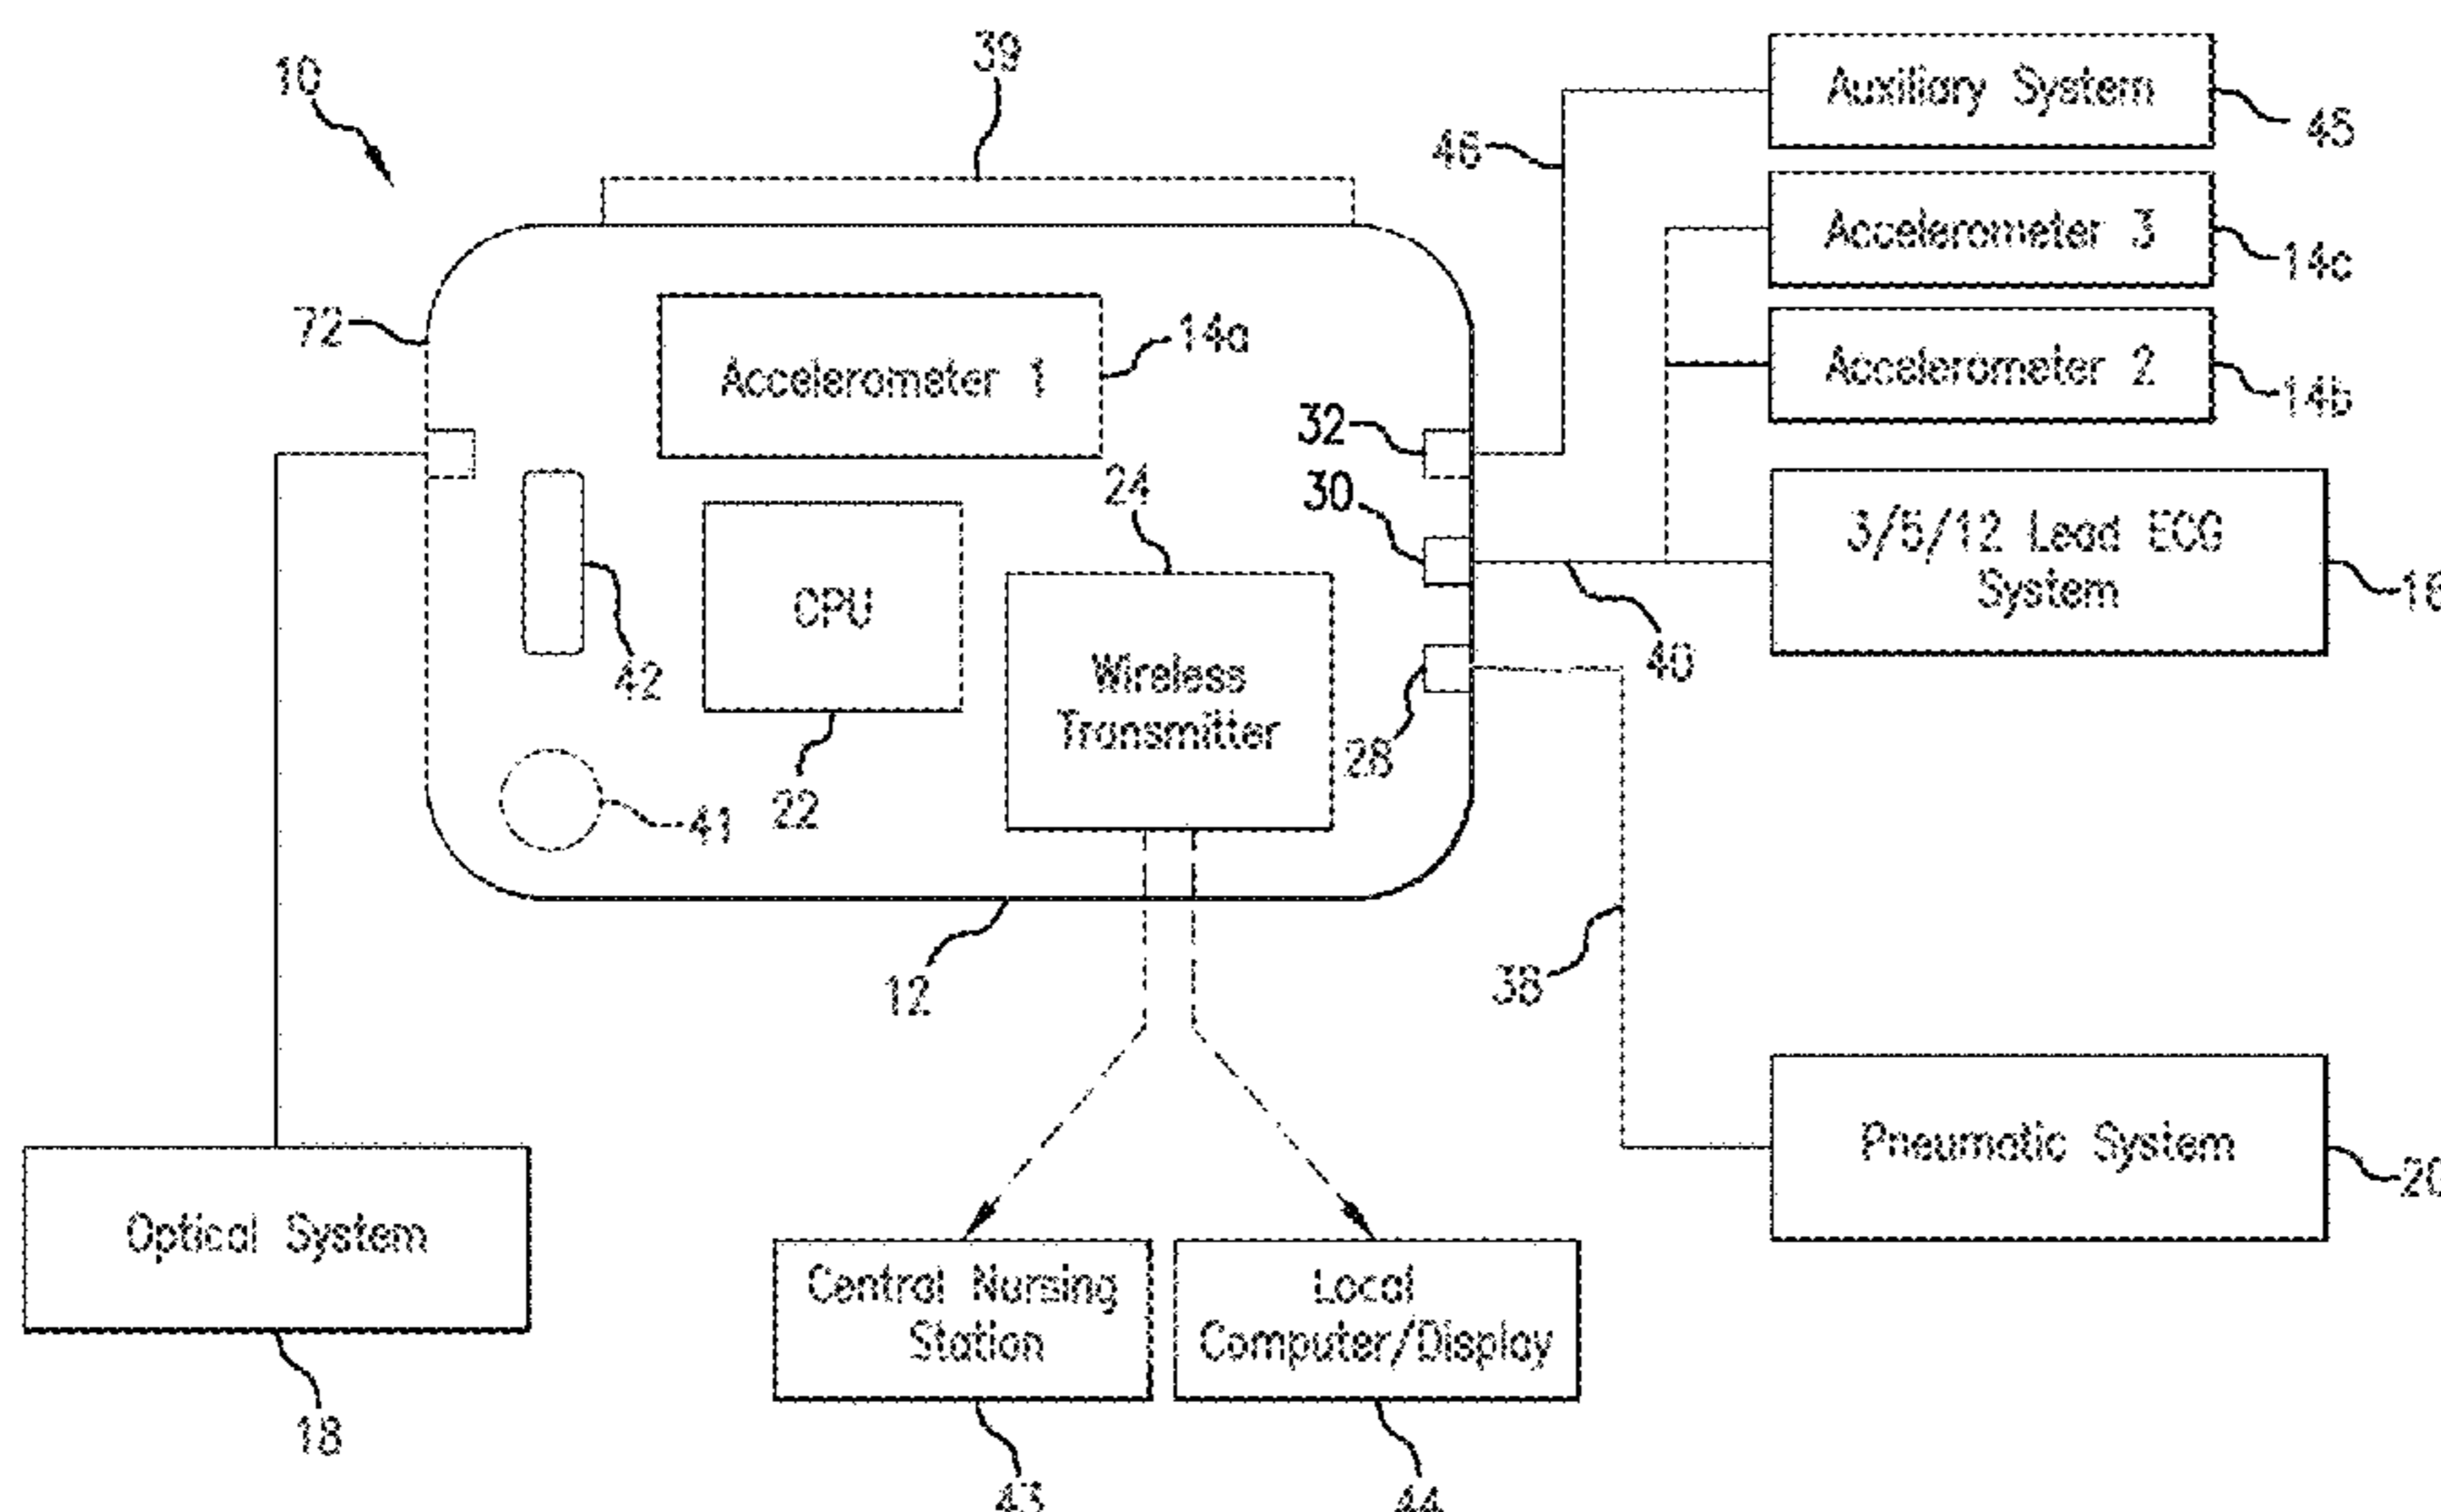 10
39
Auxiliary System
45
46
Accelerometer 3
14c
72
Accelerometer 1
14a
Accelerometer 2
14b
32
24
30
3/5/12 Lead ECG
System
16
CPU
42
Wireless
Transmitter
40
28
22
41
12
38
Pneumatic System
20
Optical System
Central Nursing
Station
Local
Computer/Display
18
43
44